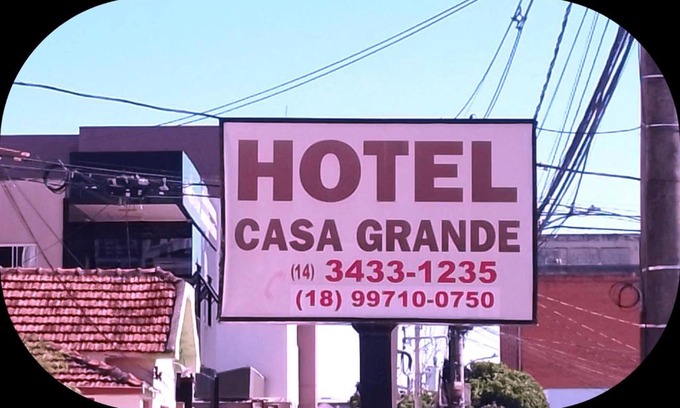 HOTEL
CASA GRANDE
(14) 3433-1235
(18) 99710-0750